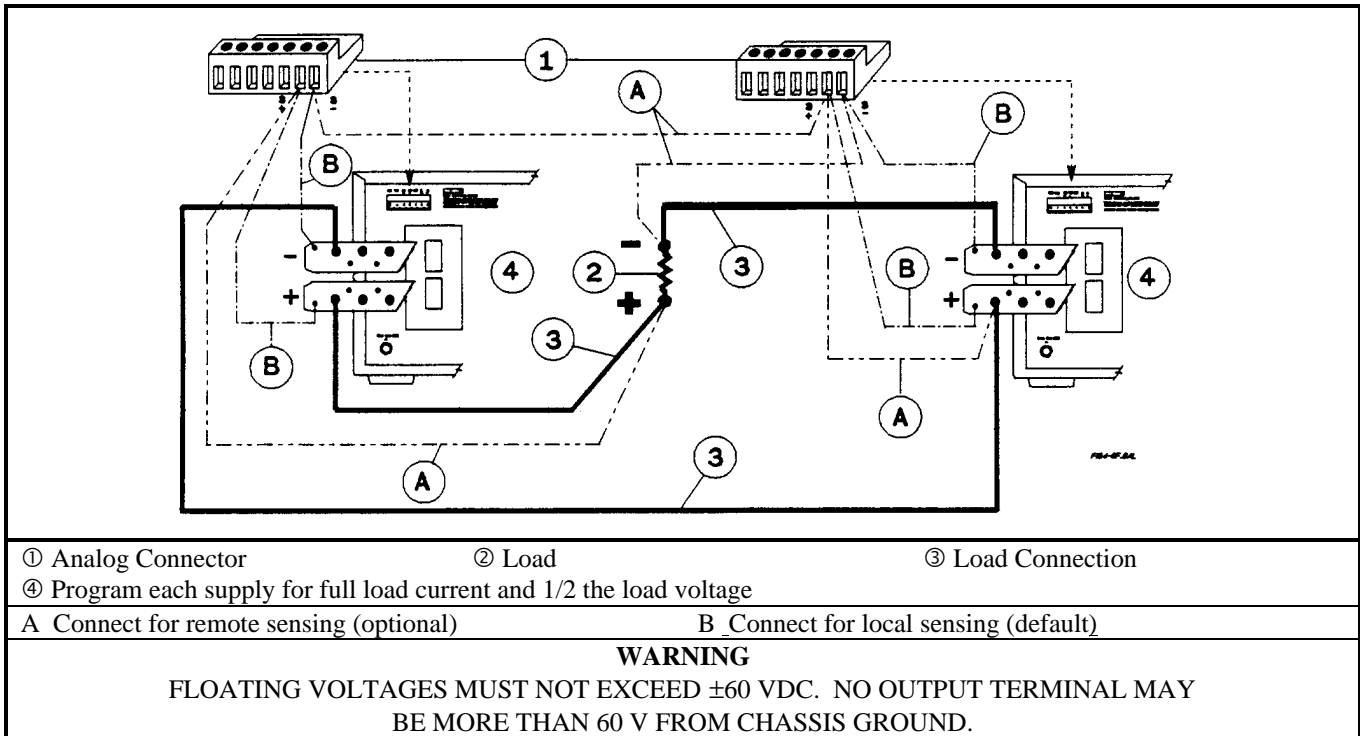 1
A
B
B
S
+
S
-
S
+
S
-
-
+
4
2
-
+
3
3
B
-
+
4
B
A
A
3
① Analog Connector ② Load ③ Load Connection
④ Program each supply for full load current and 1/2 the load voltage
A Connect for remote sensing (optional) B Connect for local sensing (default)
WARNING
FLOATING VOLTAGES MUST NOT EXCEED ±60 VDC. NO OUTPUT TERMINAL MAY
BE MORE THAN 60 V FROM CHASSIS GROUND.